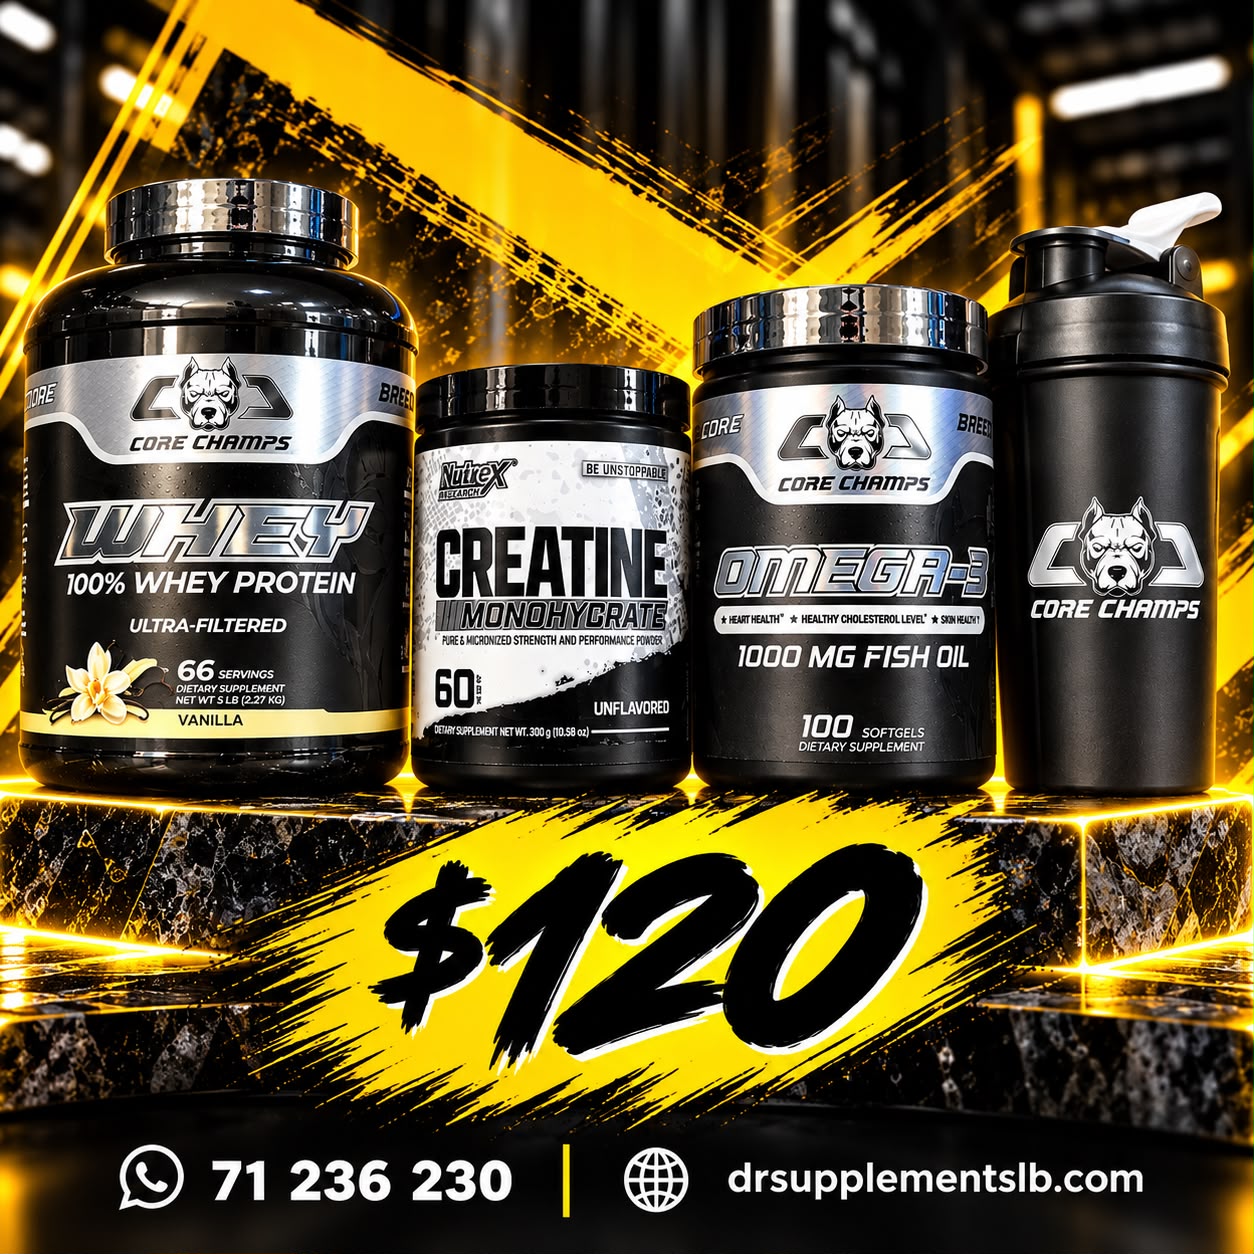 CORE
BREED
CORE CHAMPS
WHEY
100% WHEY PROTEIN
ULTRA-FILTERED
66 SERVINGS
DIETARY SUPPLEMENT
NET WT 5 LB (2.27 KG)
VANILLA
NutreX
RESEARCH
BE UNSTOPPABLE
CREATINE
MONOHYCRATE
PURE & MICRONIZED STRENGTH AND PERFORMANCE POWDER
60
UNFLAVORED
DIETARY SUPPLEMENT NET WT. 300 g (10.58 oz)
CORE
BREED
CORE CHAMPS
OMEGA-3
★ HEART HEALTH* ★ HEALTHY CHOLESTEROL LEVEL* ★ SKIN HEALTH
1000 MG FISH OIL
100 SOFTGELS
DIETARY SUPPLEMENT
CORE CHAMPS
$120
71 236 230
drsupplementslb.com